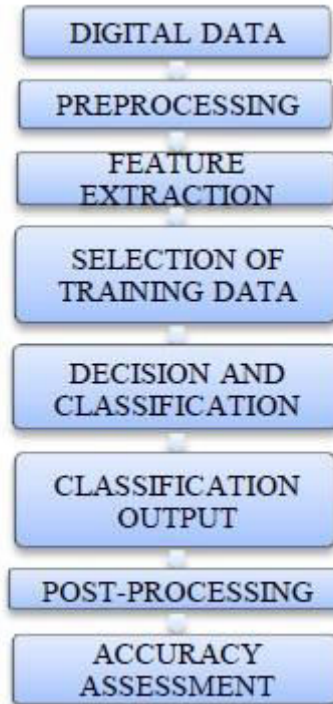 DIGITAL DATA
PREPROCESSING
FEATURE
EXTRACTION
SELECTION OF
TRAINING DATA
DECISION AND
CLASSIFICATION
CLASSIFICATION
OUTPUT
POST-PROCESSING
ACCURACY
ASSESSMENT